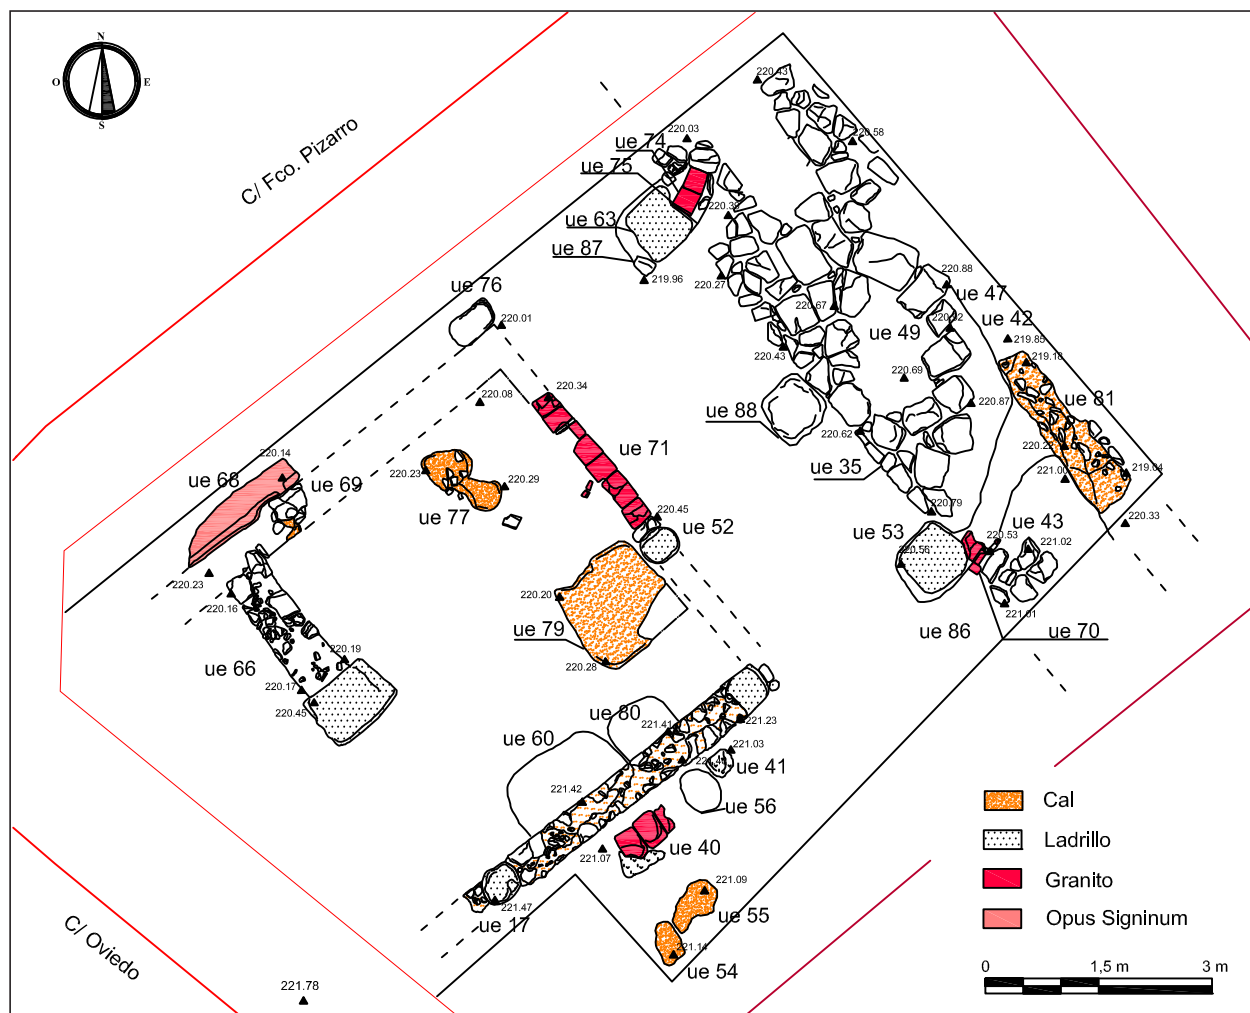 N
O
E
S
C/ Fco. Pizarro
220.43
220.58
220.03
ue 74
ue 75
220.38
ue 63
ue 87
219.96
220.27
220.88
ue 47
ue 76
220.01
220.67
ue 49
ue 42
219.85
219.18
220.43
220.69
220.34
220.08
220.87
ue 81
ue 88
220.62
ue 71
ue 35
220.22
221.00
219.04
220.14
ue 68
ue 69
220.23
220.29
ue 77
220.45
ue 52
220.79
220.33
ue 53
220.53
ue 43
221.02
220.56
220.23
220.16
220.20
221.01
ue 79
ue 86
ue 70
ue 66
220.19
220.28
220.17
220.45
ue 80
221.41
221.23
ue 60
221.03
ue 41
221.42
ue 56
221.07
ue 40
221.09
ue 55
221.47
ue 17
221.14
ue 54
C/ Oviedo
221.78
Cal
Ladrillo
Granito
Opus Signinum
0
1,5 m
3 m